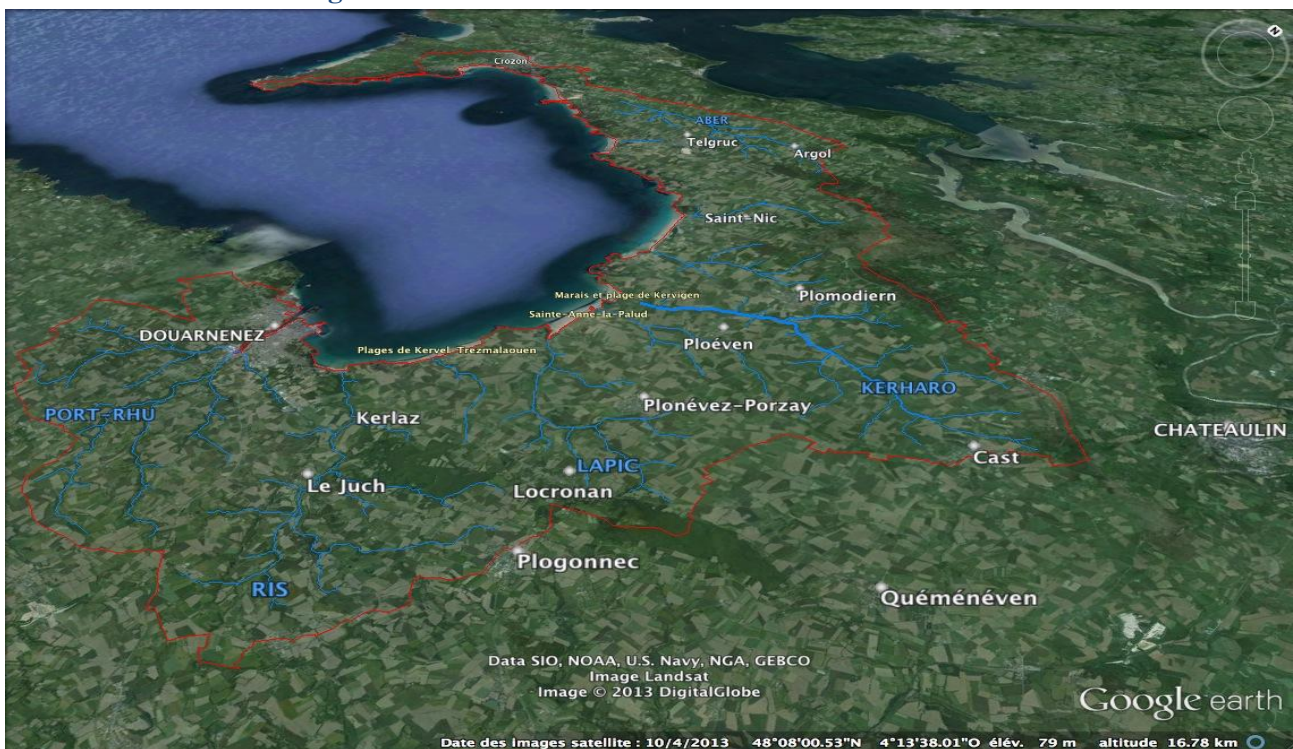 N
Crozon
ABER
Telgruc
Argol
Saint-Nic
Marais et plage de Kervigen
Plomodiern
Sainte-Anne-la-Palud
DOUARNENEZ
Ploéven
Plages de Kervel-Trezmalaouen
KERHARO
PORT-RHU
Kerlaz
Plonévez-Porzay
CHATEAULIN
Cast
LAPIC
Le Juch
Locronan
Plogonnec
RIS
Quéménéven
Data SIO, NOAA, U.S. Navy, NGA, GEBCO
Image Landsat
Image © 2013 DigitalGlobe
Google earth
Date des images satellite : 10/4/2013 48°08'00.53"N 4°13'38.01"O élév. 79 m altitude 16.78 km